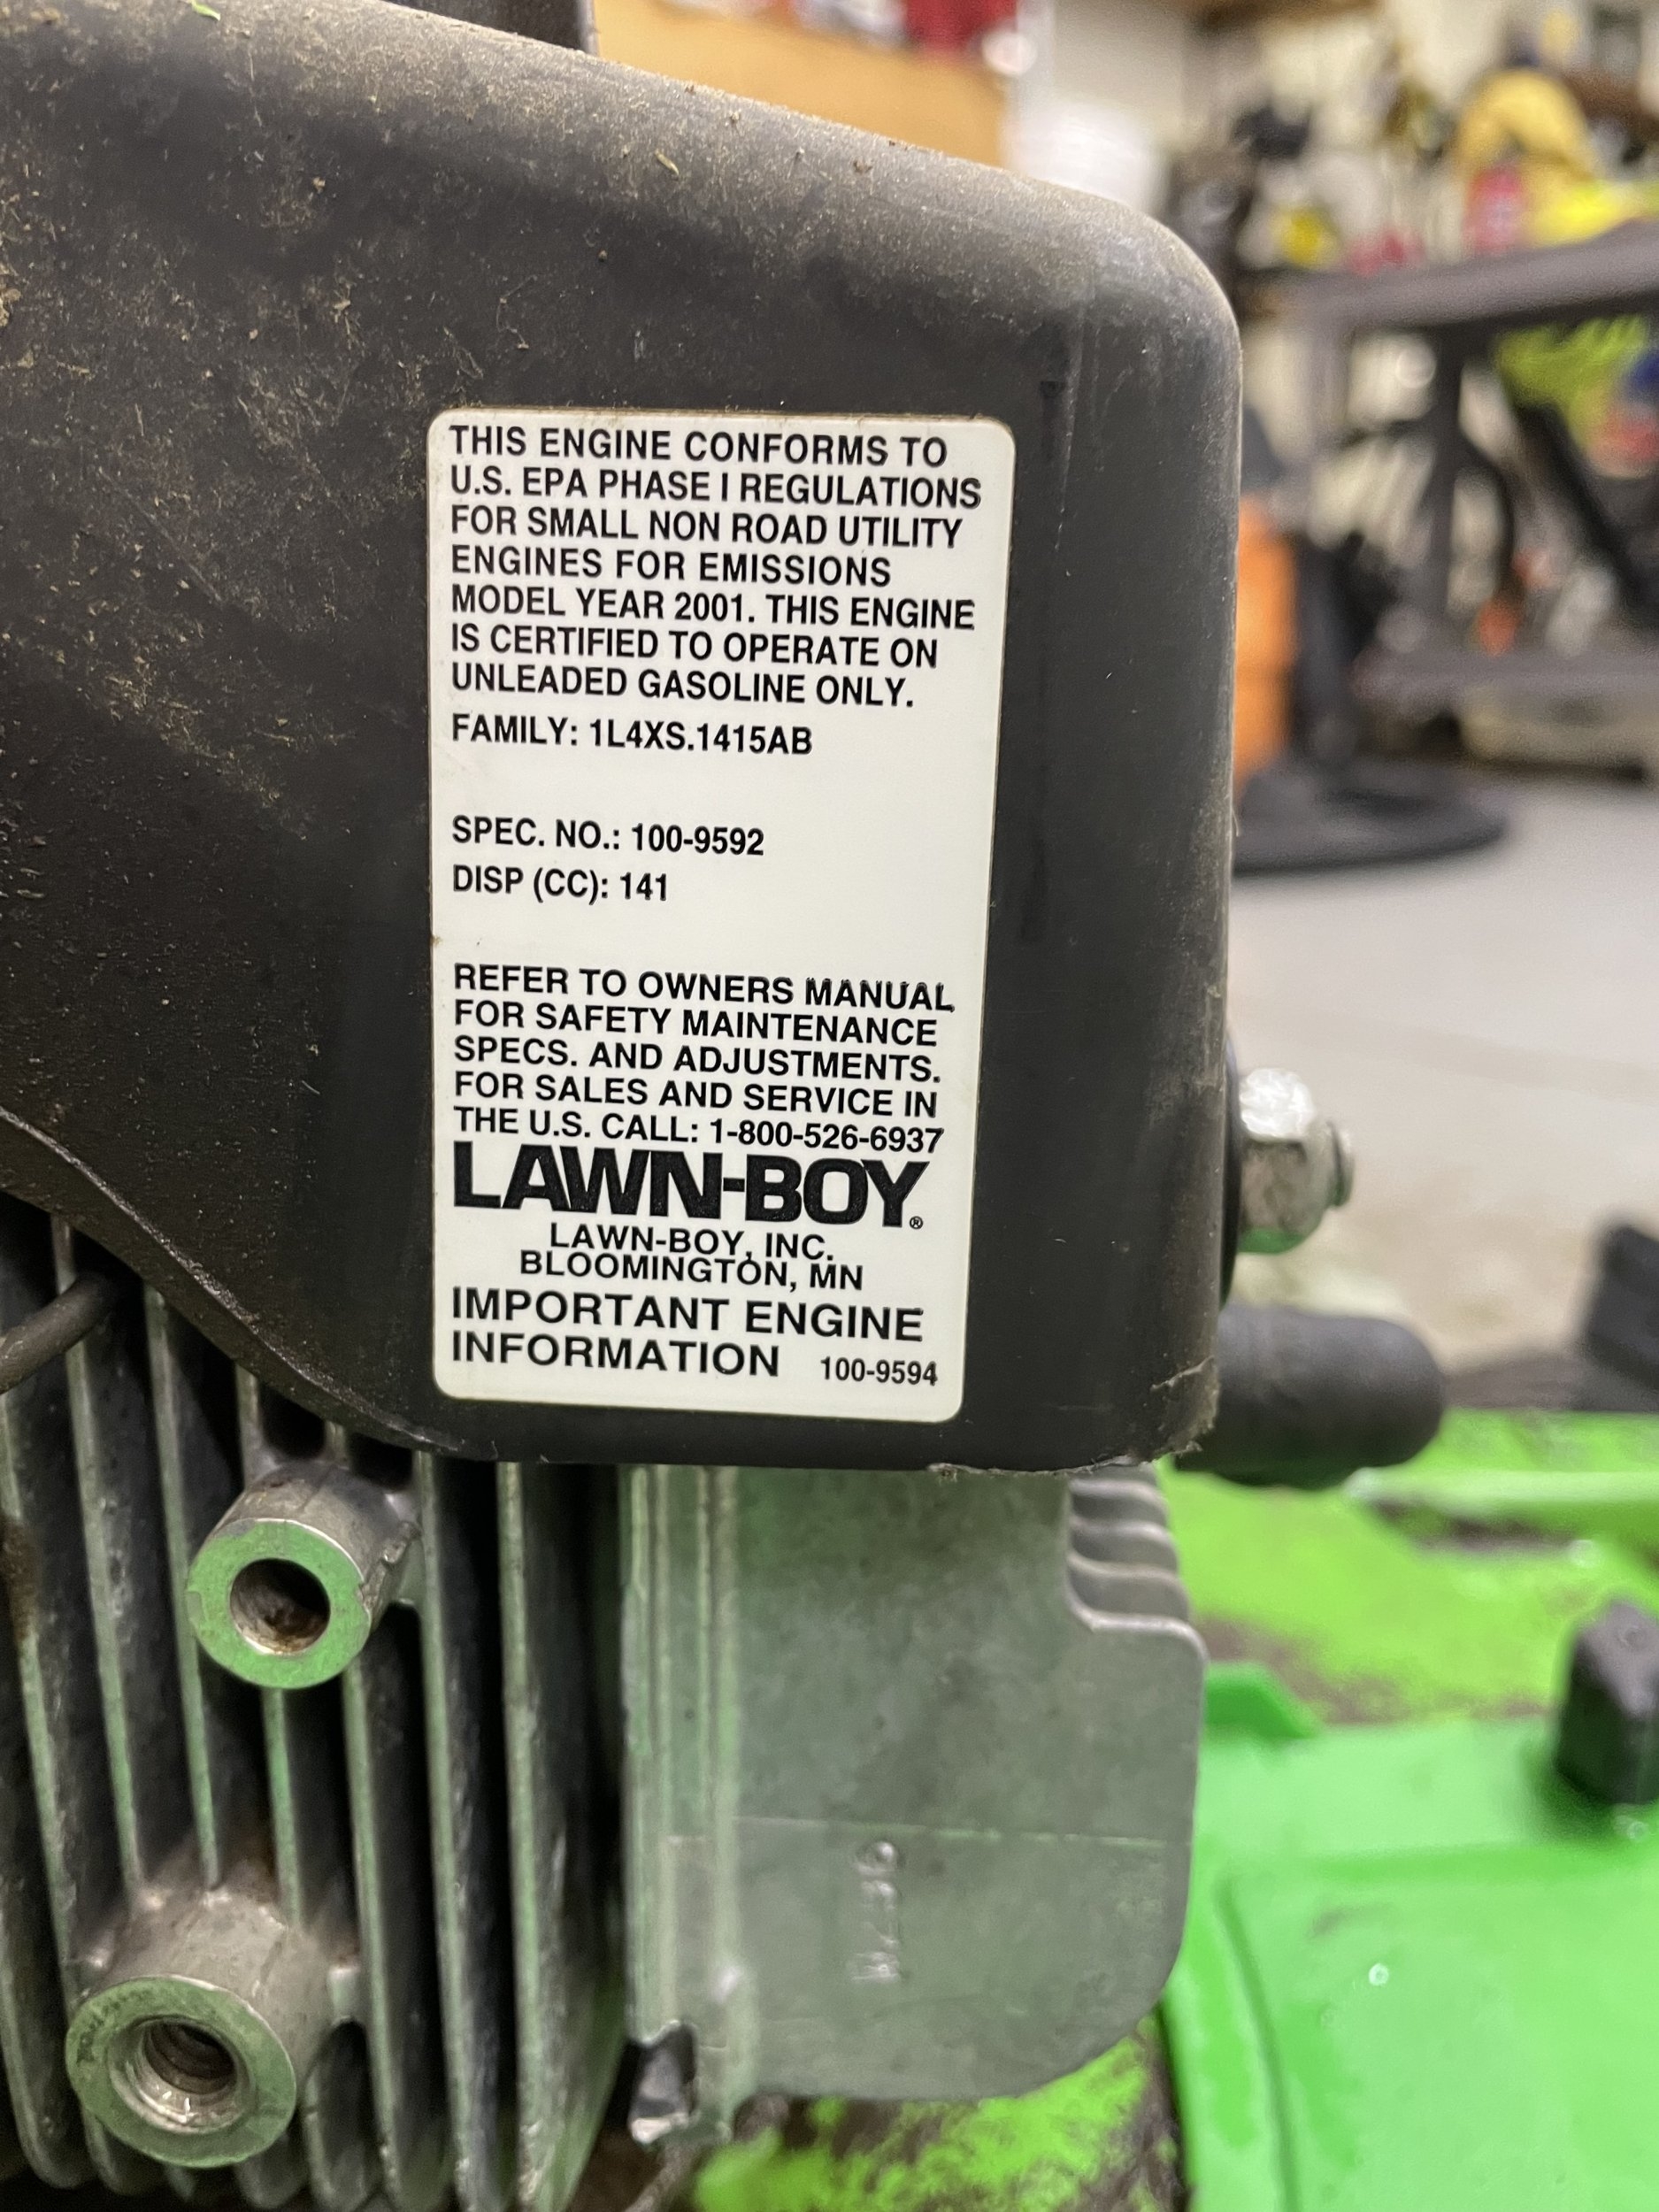 THIS ENGINE CONFORMS TO
U.S. EPA PHASE I REGULATIONS
FOR SMALL NON ROAD UTILITY
ENGINES FOR EMISSIONS
MODEL YEAR 2001. THIS ENGINE
IS CERTIFIED TO OPERATE ON
UNLEADED GASOLINE ONLY.
FAMILY: 1L4XS.1415AB
SPEC. NO.: 100-9592
DISP (CC): 141
REFER TO OWNERS MANUAL
FOR SAFETY MAINTENANCE
SPECS. AND ADJUSTMENTS.
FOR SALES AND SERVICE IN
THE U.S. CALL: 1-800-526-6937
LAWN-BOY®
LAWN-BOY, INC.
BLOOMINGTON, MN
IMPORTANT ENGINE
INFORMATION 100-9594